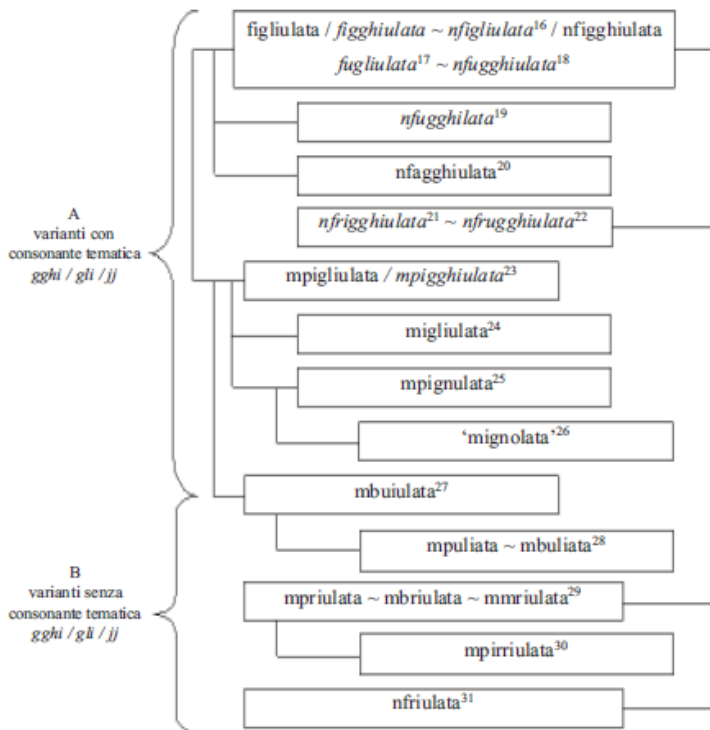 figliulata / figghiulata ~ nfigliulata¹⁶ / nfigghiulata
fugliulata¹⁷ ~ nfugghiulata¹⁸
nfugghilata¹⁹
nfagghiulata²⁰
nfrigghiulata²¹ ~ nfrugghiulata²²
A
varianti con
consonante tematica
gghi / gli / jj
mpigliulata / mpigghiulata²³
migliulata²⁴
mpignulata²⁵
‘mignolata’²⁶
mbuiulata²⁷
mpuliata ~ mbuliata²⁸
B
varianti senza
consonante tematica
gghi / gli / jj
mpriulata ~ mbriulata ~ mmriulata²⁹
mpirriulata³⁰
nfriulata³¹